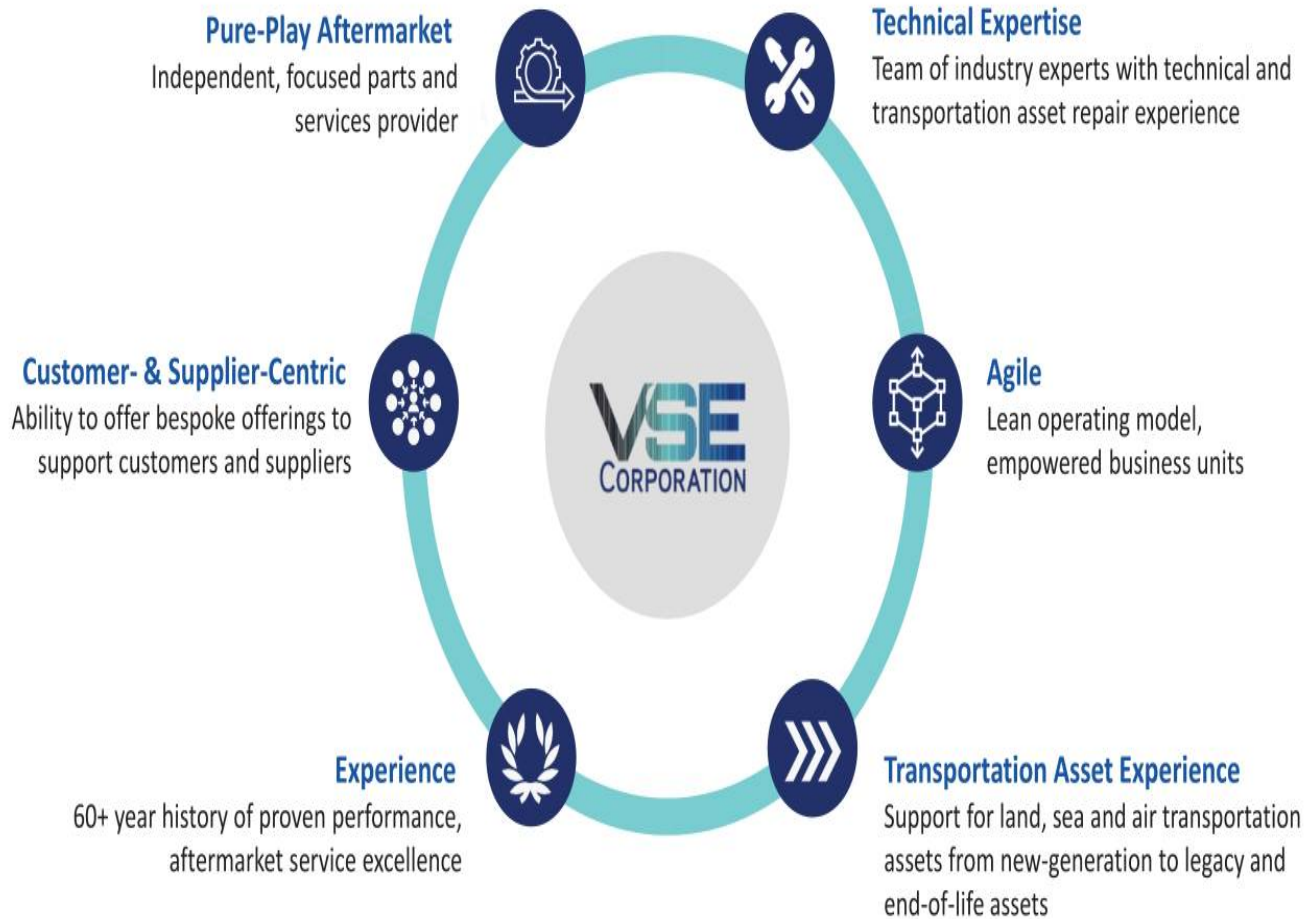 Pure-Play Aftermarket
Independent, focused parts and
services provider
Technical Expertise
Team of industry experts with technical and
transportation asset repair experience
Customer- & Supplier-Centric
Ability to offer bespoke offerings to
support customers and suppliers
VSE
CORPORATION
Agile
Lean operating model,
empowered business units
Experience
60+ year history of proven performance,
aftermarket service excellence
Transportation Asset Experience
Support for land, sea and air transportation
assets from new-generation to legacy and
end-of-life assets